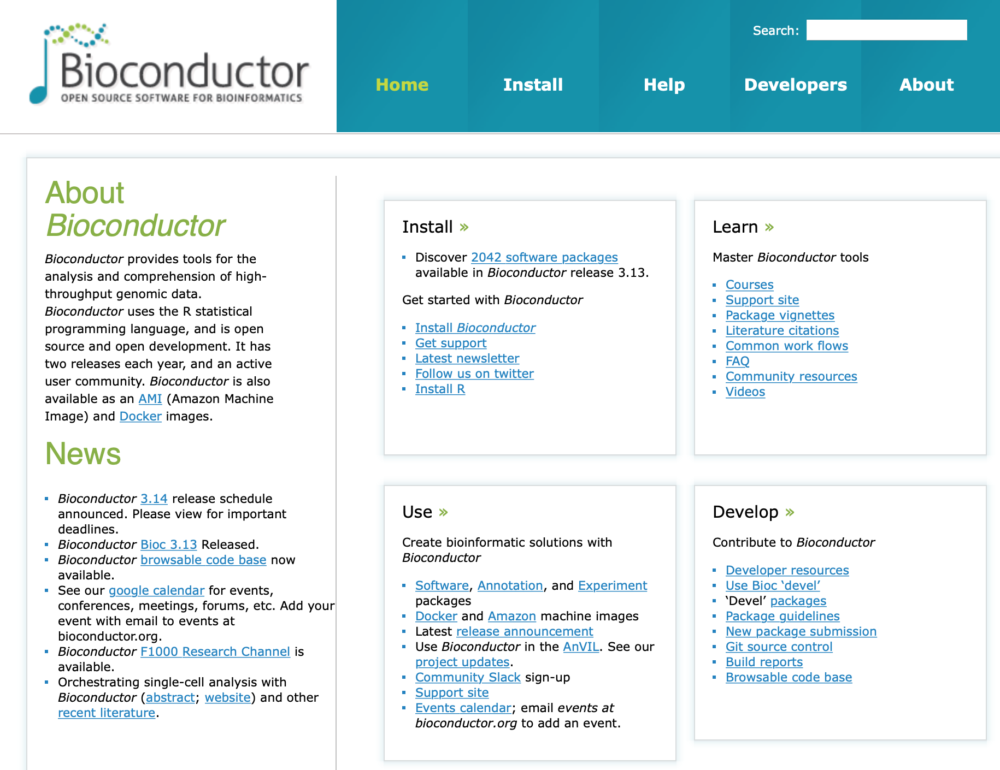 Bioconductor
OPEN SOURCE SOFTWARE FOR BIOINFORMATICS
Search:
Home
Install
Help
Developers
About
About
Bioconductor
Bioconductor provides tools for the
analysis and comprehension of high-
throughput genomic data.
Bioconductor uses the R statistical
programming language, and is open
source and open development. It has
two releases each year, and an active
user community. Bioconductor is also
available as an AMI (Amazon Machine
Image) and Docker images.
News
Bioconductor 3.14 release schedule
announced. Please view for important
deadlines.
Bioconductor Bioc 3.13 Released.
Bioconductor browsable code base now
available.
See our google calendar for events,
conferences, meetings, forums, etc. Add your
event with email to events at
bioconductor.org.
Bioconductor F1000 Research Channel is
available.
Orchestrating single-cell analysis with
Bioconductor (abstract; website) and other
recent literature.
Install »
Discover 2042 software packages
available in Bioconductor release 3.13.
Get started with Bioconductor
Install Bioconductor
Get support
Latest newsletter
Follow us on twitter
Install R
Learn »
Master Bioconductor tools
Courses
Support site
Package vignettes
Literature citations
Common work flows
FAQ
Community resources
Videos
Use »
Create bioinformatic solutions with
Bioconductor
Software, Annotation, and Experiment
packages
Docker and Amazon machine images
Latest release announcement
Use Bioconductor in the AnVIL. See our
project updates.
Community Slack sign-up
Support site
Events calendar; email events at
bioconductor.org to add an event.
Develop »
Contribute to Bioconductor
Developer resources
Use Bioc ‘devel’
‘Devel’ packages
Package guidelines
New package submission
Git source control
Build reports
Browsable code base